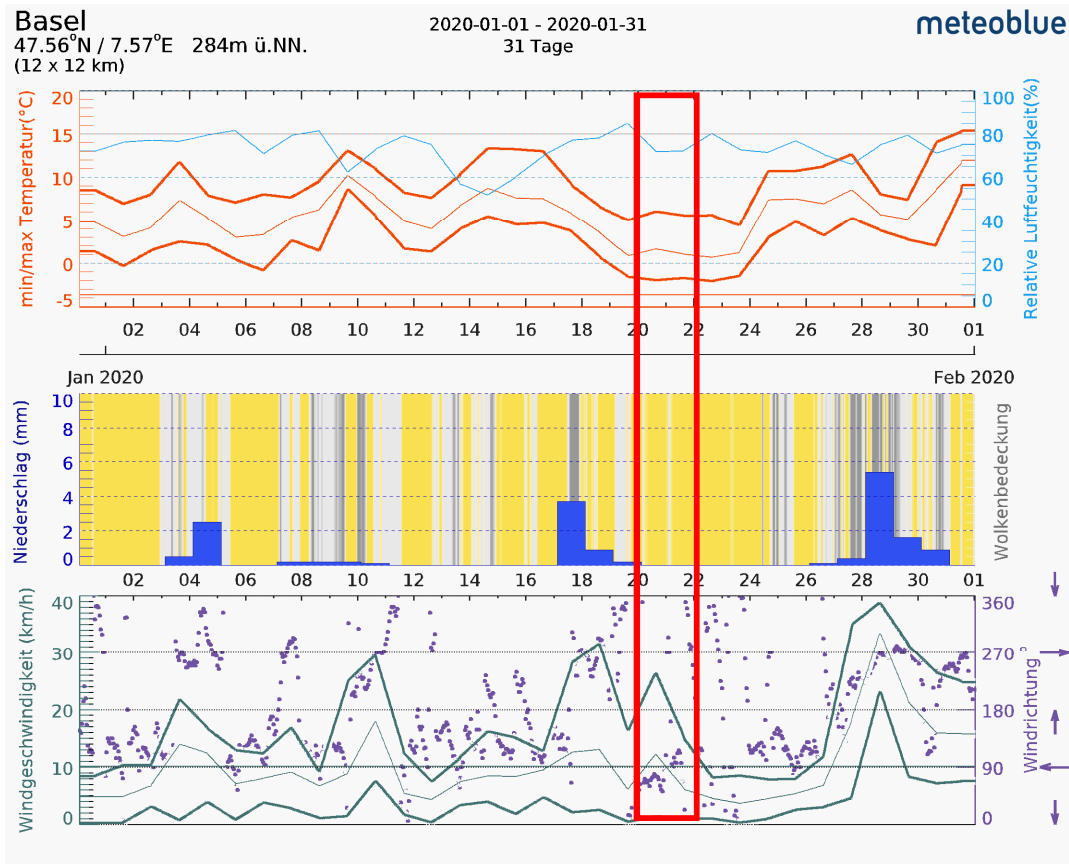 Basel
47.56°N / 7.57°E 284m ü.NN.
(12 x 12 km)
2020-01-01 - 2020-01-31
31 Tage
meteoblue
min/max Temperatur(°C)
20
15
10
5
0
-5
Relative Luftfeuchtigkeit(%)
100
80
60
40
20
0
02 04 06 08 10 12 14 16 18 20 22 24 26 28 30 01
Jan 2020
Feb 2020
Niederschlag (mm)
10
8
6
4
2
0
Wolkenbedeckung
02 04 06 08 10 12 14 16 18 20 22 24 26 28 30 01
Windgeschwindigkeit (km/h)
40
30
20
10
0
360
270
180
90
0
Windrichtung °